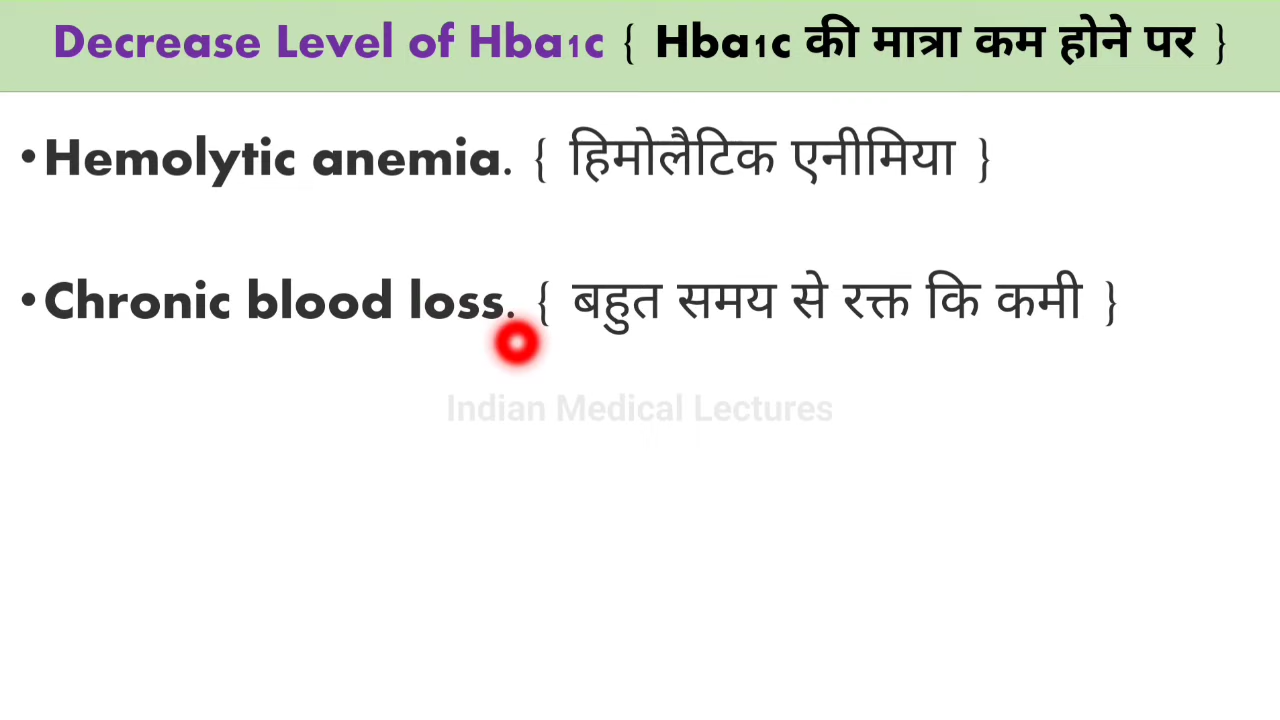 Decrease Level of Hba1c { Hba1c की मात्रा कम होने पर }
•Hemolytic anemia. { हिमोलैटिक एनीमिया }
•Chronic blood loss. { बहुत समय से रक्त कि कमी }
Indian Medical Lectures